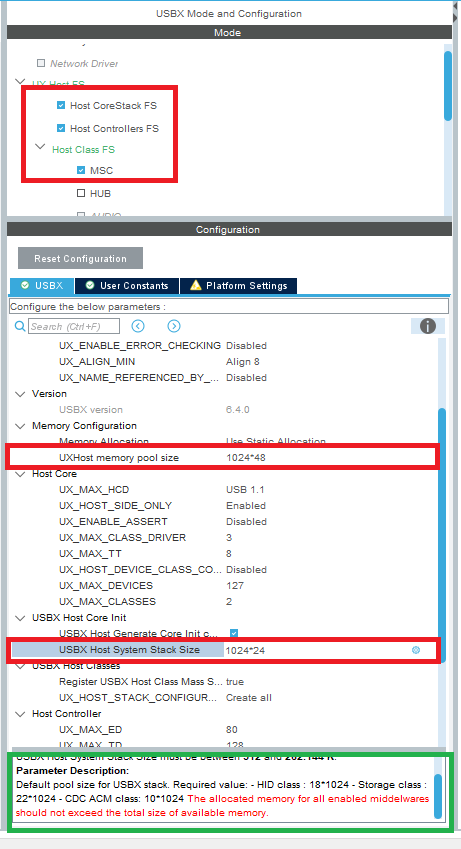 USBX Mode and Configuration
Mode
Network Driver
UX Host FS
Host CoreStack FS
Host Controllers FS
Host Class FS
MSC
HUB
AUDIO
Configuration
Reset Configuration
USBX User Constants Platform Settings
Configure the below parameters :
Search (Ctrl+F)
UX_ENABLE_ERROR_CHECKING Disabled
UX_ALIGN_MIN Align 8
UX_NAME_REFERENCED_BY_... Disabled
Version
USBX version 6.4.0
Memory Configuration
Memory Allocation Use Static Allocation
UXHost memory pool size 1024*48
Host Core
UX_MAX_HCD USB 1.1
UX_HOST_SIDE_ONLY Enabled
UX_ENABLE_ASSERT Disabled
UX_MAX_CLASS_DRIVER 3
UX_MAX_TT 8
UX_HOST_DEVICE_CLASS_CO... Disabled
UX_MAX_DEVICES 127
UX_MAX_CLASSES 2
USBX Host Core Init
USBX Host Generate Core Init c...
USBX Host System Stack Size 1024*24
USBX Host Classes
Register USBX Host Class Mass S... true
UX_HOST_STACK_CONFIGUR... Create all
Host Controller
UX_MAX_ED 80
UX_MAX_TD 128
USBX Host System Stack Size must be between 512 and 262.144 K.
Parameter Description:
Default pool size for USBX stack. Required value: - HID class : 18*1024 - Storage class :
22*1024 - CDC ACM class: 10*1024 The allocated memory for all enabled middelwares
should not exceed the total size of available memory.